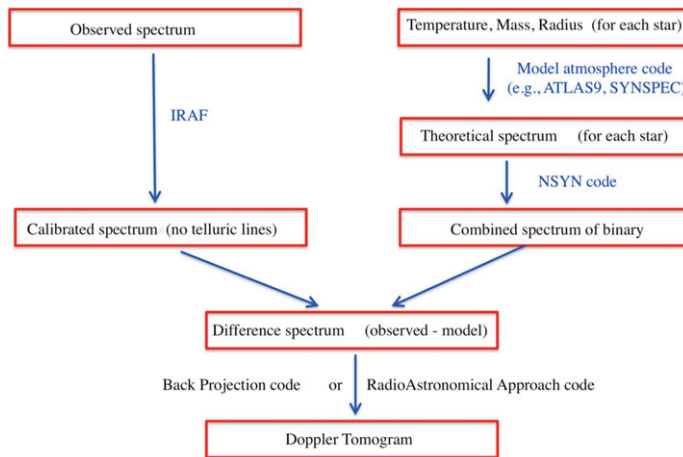 Observed spectrum
Temperature, Mass, Radius (for each star)
Model atmosphere code
(e.g., ATLAS9, SYNSPEC)
IRAF
Theoretical spectrum (for each star)
NSYN code
Calibrated spectrum (no telluric lines)
Combined spectrum of binary
Difference spectrum (observed - model)
Back Projection code or RadioAstronomical Approach code
Doppler Tomogram